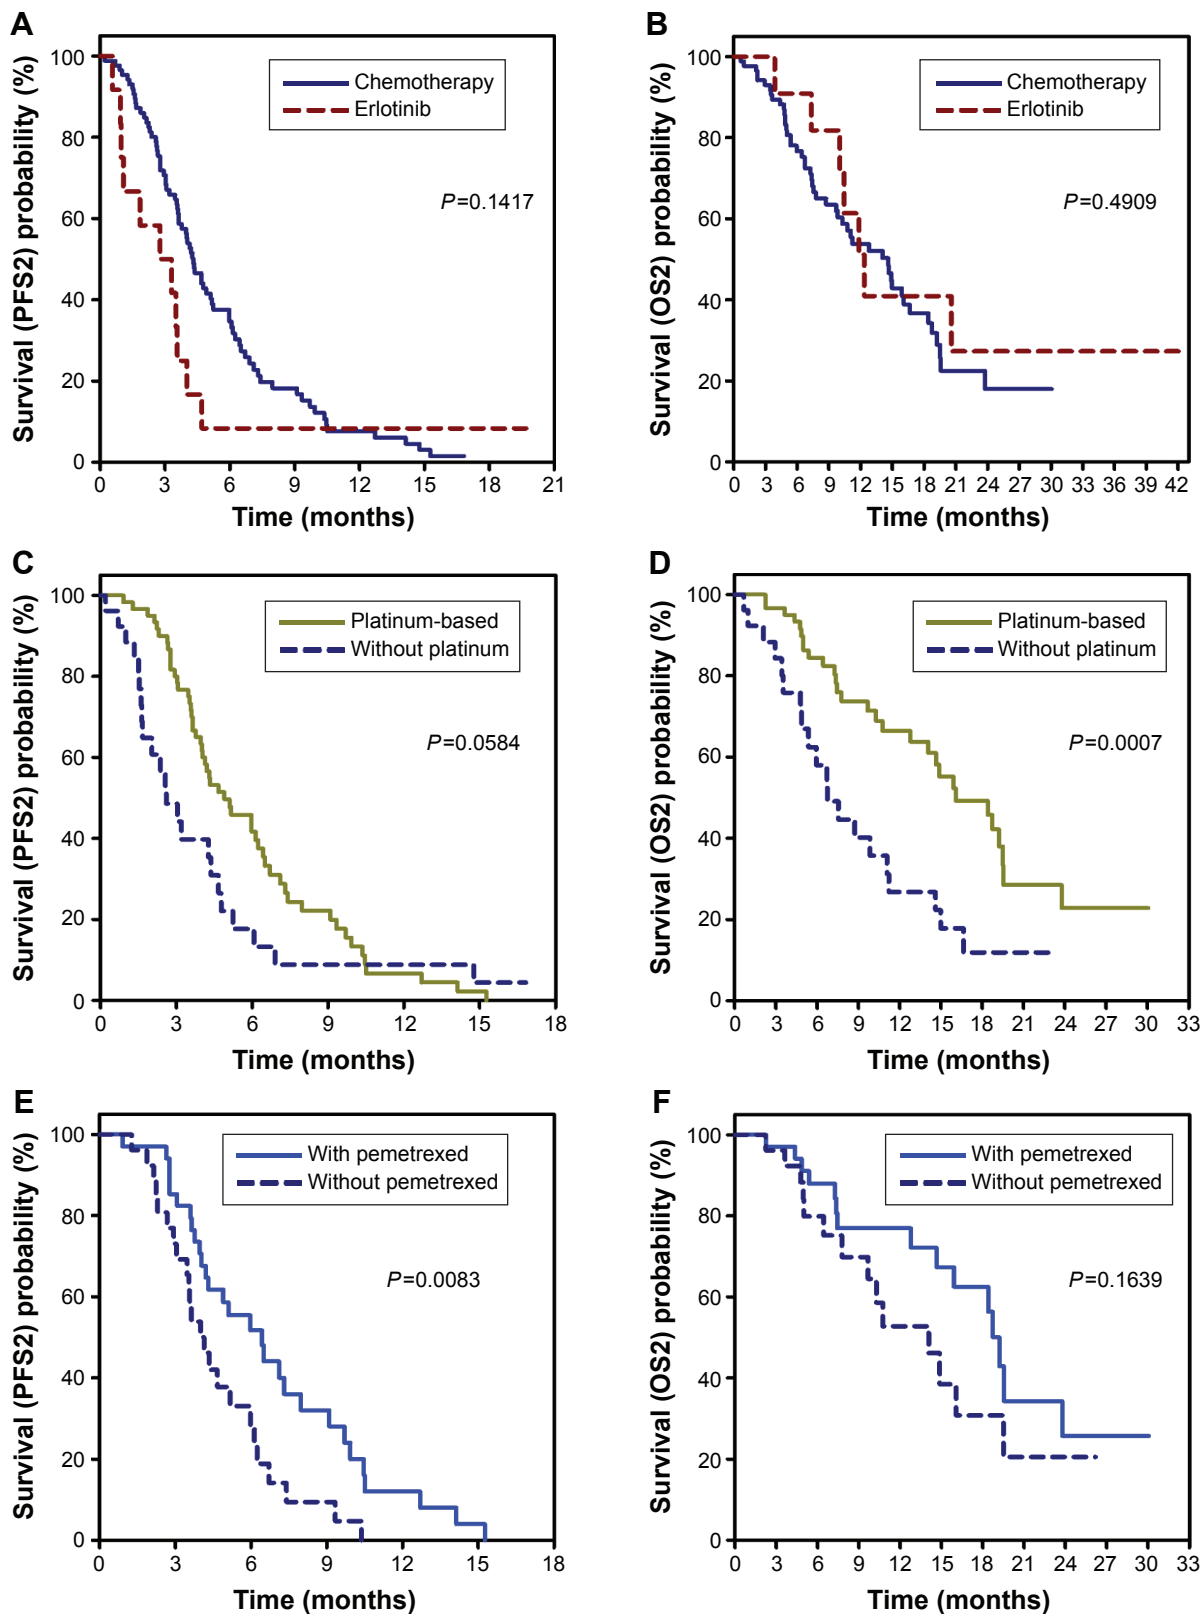 A
Survival (PFS2) probability (%)
100
80
60
40
20
0
Chemotherapy
Erlotinib
P=0.1417
0 3 6 9 12 15 18 21
Time (months)
B
Survival (OS2) probability (%)
100
80
60
40
20
0
Chemotherapy
Erlotinib
P=0.4909
0 3 6 9 12 15 18 21 24 27 30 33 36 39 42
Time (months)
C
Survival (PFS2) probability (%)
100
80
60
40
20
0
Platinum-based
Without platinum
P=0.0584
0 3 6 9 12 15 18
Time (months)
D
Survival (OS2) probability (%)
100
80
60
40
20
0
Platinum-based
Without platinum
P=0.0007
0 3 6 9 12 15 18 21 24 27 30 33
Time (months)
E
Survival (PFS2) probability (%)
100
80
60
40
20
0
With pemetrexed
Without pemetrexed
P=0.0083
0 3 6 9 12 15 18
Time (months)
F
Survival (OS2) probability (%)
100
80
60
40
20
0
With pemetrexed
Without pemetrexed
P=0.1639
0 3 6 9 12 15 18 21 24 27 30 33
Time (months)